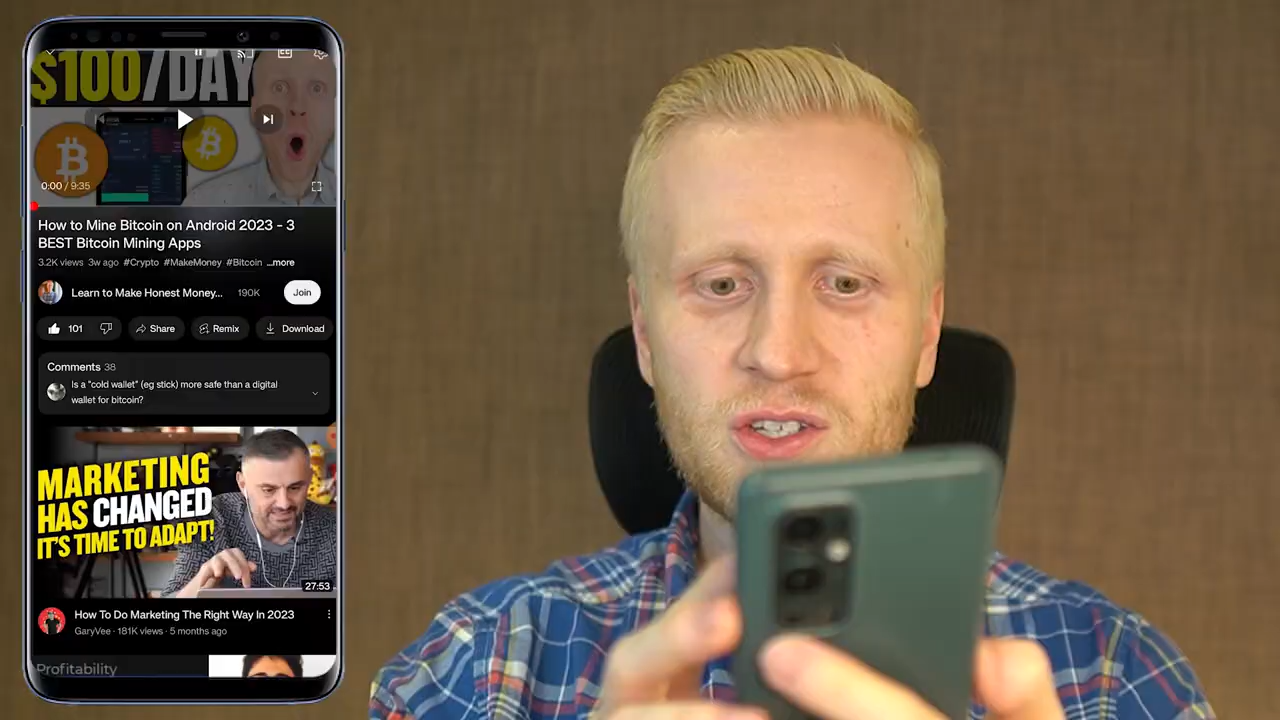 $100/DAY
0:00 / 9:35
How to Mine Bitcoin on Android 2023 - 3
BEST Bitcoin Mining Apps
3.2K views 3w ago #Crypto #MakeMoney #Bitcoin ...more
Learn to Make Honest Money... 190K Join
101 Share Remix Download
Comments 38
Is a "cold wallet" (eg stick) more safe than a digital
wallet for bitcoin?
MARKETING
HAS CHANGED
IT'S TIME TO ADAPT!
27:53
How To Do Marketing The Right Way In 2023
GaryVee · 181K views · 5 months ago
Profitability